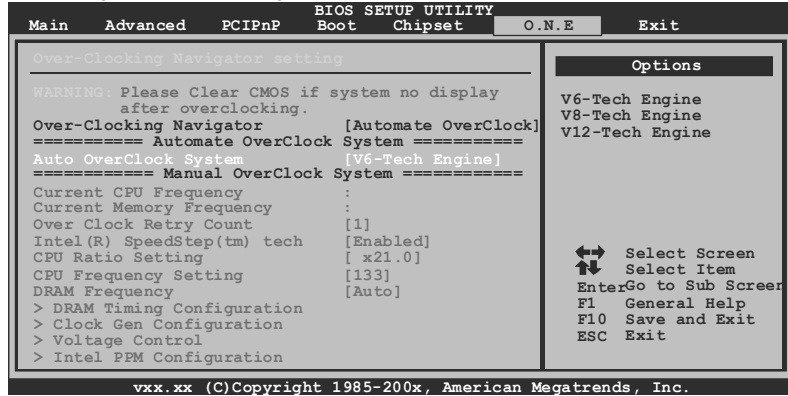 BIOS SETUP UTILITY
Main Advanced PCIPnP Boot Chipset O.N.E Exit
Over-Clocking Navigator setting
WARNING: Please Clear CMOS if system no display
after overclocking.
Over-Clocking Navigator [Automate OverClock]
=========== Automate OverClock System ===========
Auto OverClock System [V6-Tech Engine]
============ Manual OverClock System ============
Current CPU Frequency :
Current Memory Frequency :
Over Clock Retry Count [1]
Intel(R) SpeedStep(tm) tech [Enabled]
CPU Ratio Setting [ x21.0]
CPU Frequency Setting [133]
DRAM Frequency [Auto]
> DRAM Timing Configuration
> Clock Gen Configuration
> Voltage Control
> Intel PPM Configuration
Options
V6-Tech Engine
V8-Tech Engine
V12-Tech Engine
Select Screen
Select Item
EnterGo to Sub Screen
F1 General Help
F10 Save and Exit
ESC Exit
vxx.xx (C)Copyright 1985-200x, American Megatrends, Inc.